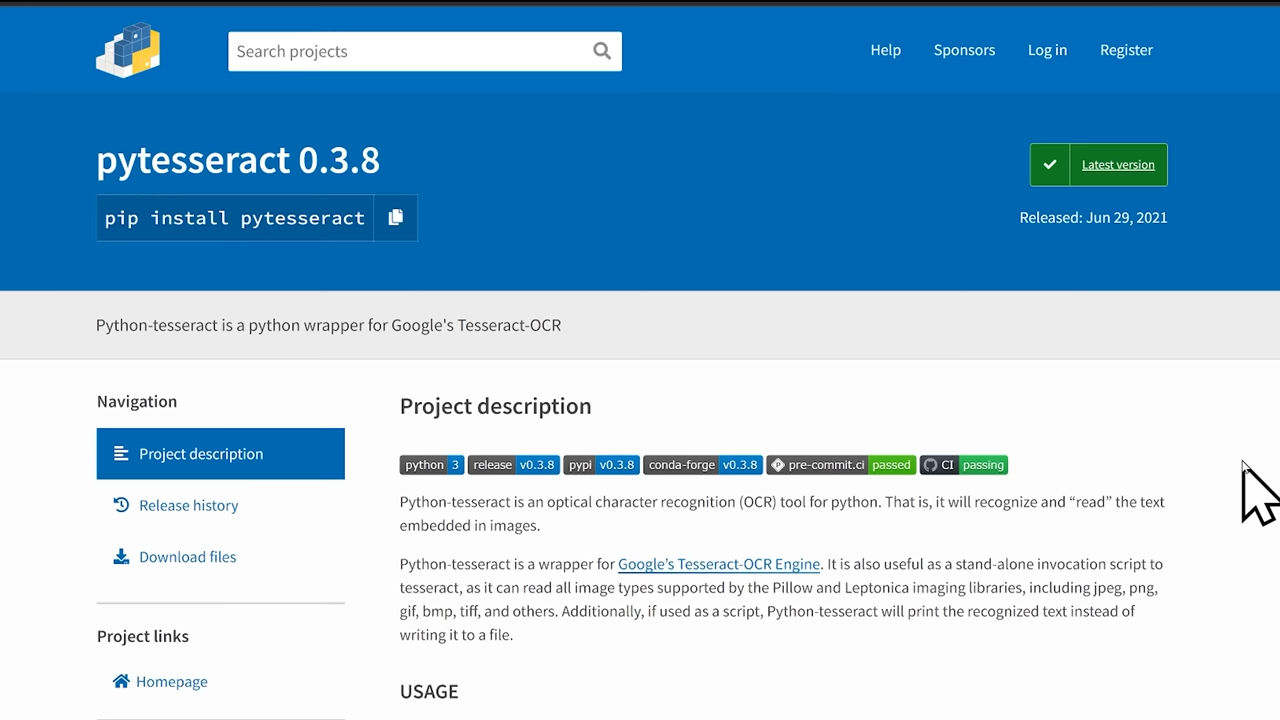 Search projects
Help
Sponsors
Log in
Register
pytesseract 0.3.8
Latest version
pip install pytesseract
Released: Jun 29, 2021
Python-tesseract is a python wrapper for Google's Tesseract-OCR
Navigation
Project description
Release history
Download files
Project links
Homepage
Project description
python 3 release v0.3.8 pypi v0.3.8 conda-forge v0.3.8 pre-commit.ci passed CI passing
Python-tesseract is an optical character recognition (OCR) tool for python. That is, it will recognize and “read” the text
embedded in images.
Python-tesseract is a wrapper for Google’s Tesseract-OCR Engine. It is also useful as a stand-alone invocation script to
tesseract, as it can read all image types supported by the Pillow and Leptonica imaging libraries, including jpeg, png,
gif, bmp, tiff, and others. Additionally, if used as a script, Python-tesseract will print the recognized text instead of
writing it to a file.
USAGE